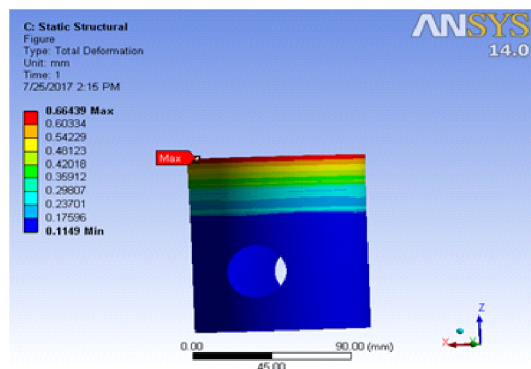 C: Static Structural
Figure
Type: Total Deformation
Unit: mm
Time: 1
7/25/2017 2:15 PM
0.66439 Max
0.60334
0.54229
0.48123
0.42018
0.35912
0.29807
0.23701
0.17596
0.1149 Min
ANSYS
14.0
Max
0.00
90.00 (mm)
45.00
Z
X
Y